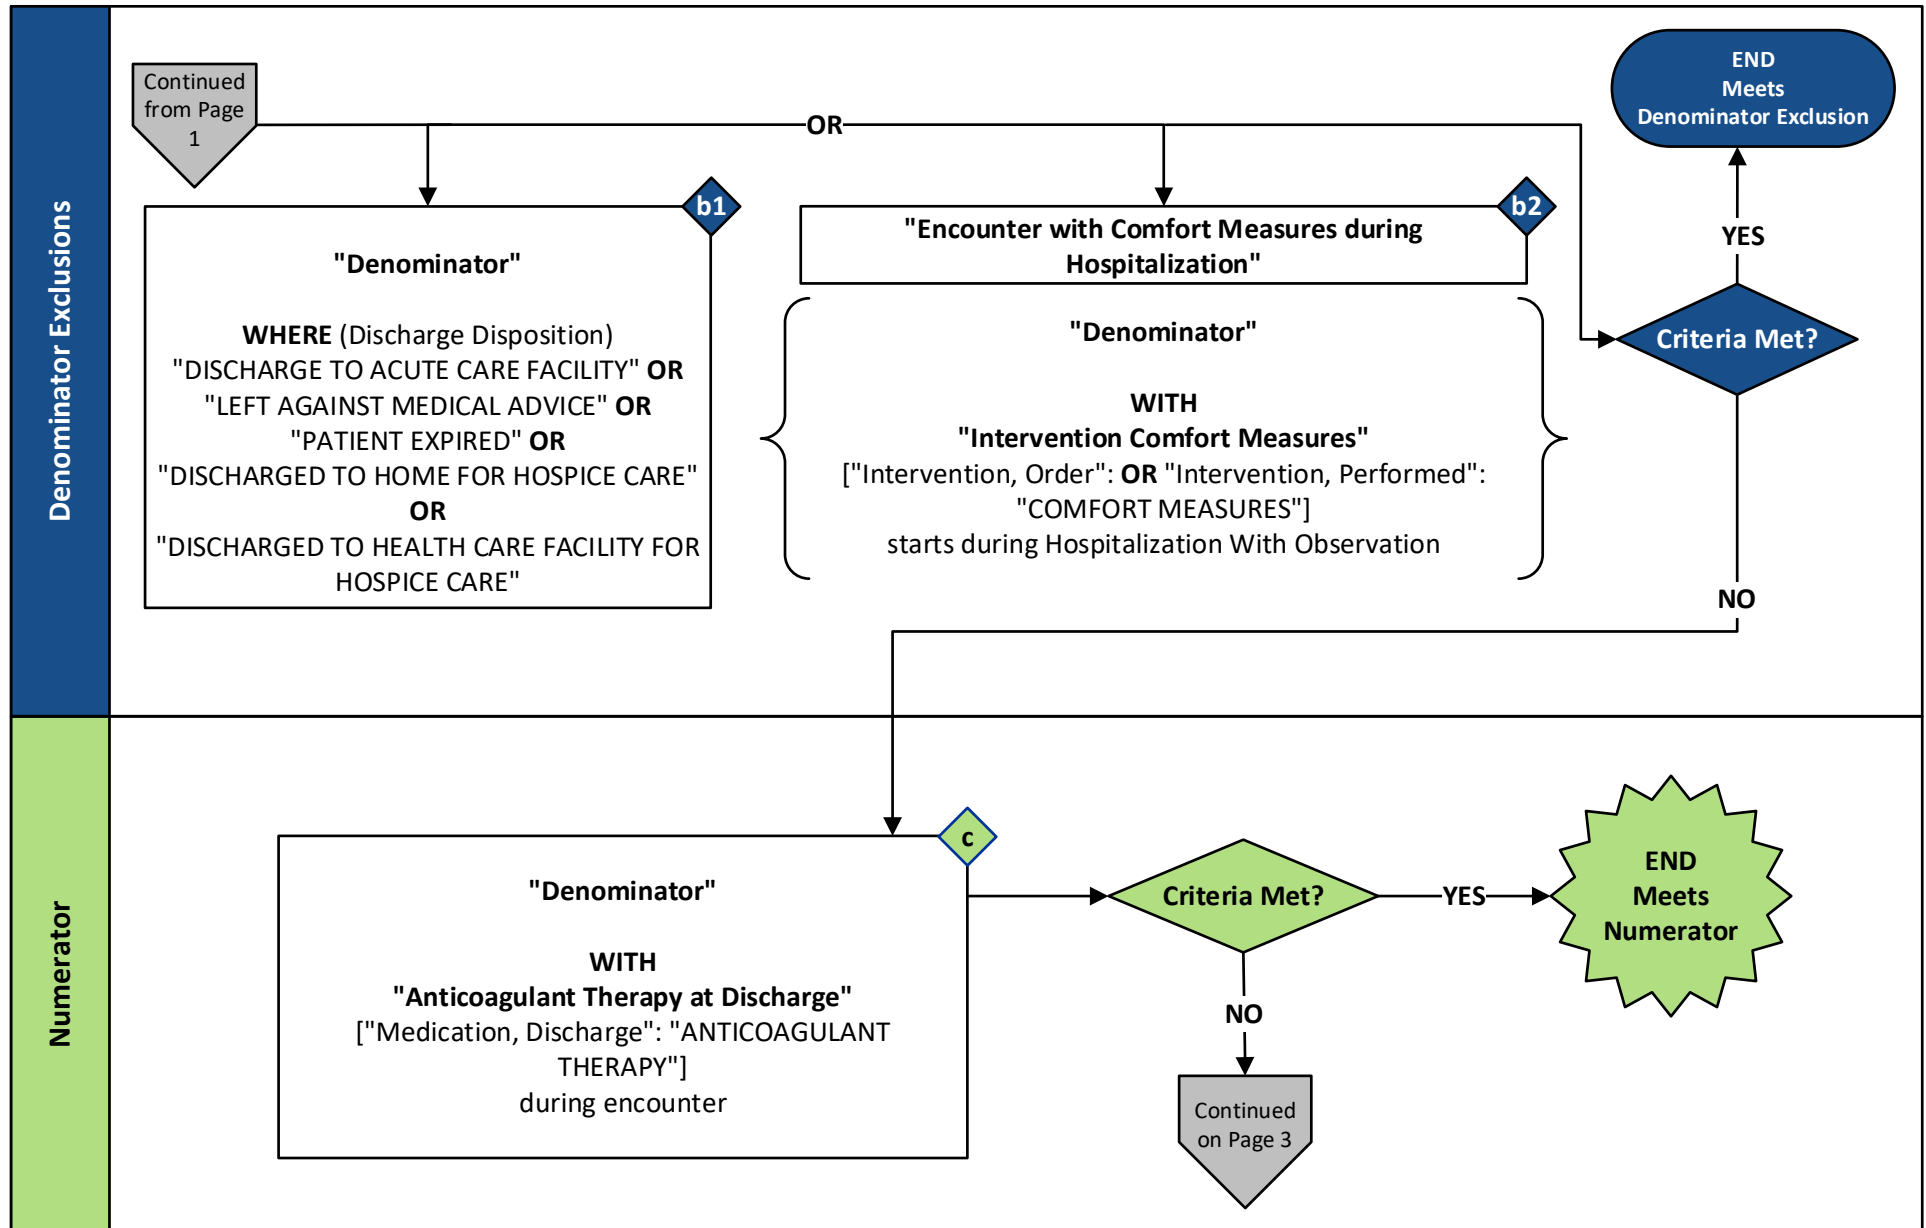 Denominator Exclusions
Continued
from Page
1
OR
END
Meets
Denominator Exclusion
b1
"Denominator"
WHERE (Discharge Disposition)
"DISCHARGE TO ACUTE CARE FACILITY" OR
"LEFT AGAINST MEDICAL ADVICE" OR
"PATIENT EXPIRED" OR
"DISCHARGED TO HOME FOR HOSPICE CARE"
OR
"DISCHARGED TO HEALTH CARE FACILITY FOR
HOSPICE CARE"
b2
"Encounter with Comfort Measures during
Hospitalization"
"Denominator"
WITH
"Intervention Comfort Measures"
["Intervention, Order": OR "Intervention, Performed":
"COMFORT MEASURES"]
starts during Hospitalization With Observation
YES
Criteria Met?
NO
Numerator
c
"Denominator"
WITH
"Anticoagulant Therapy at Discharge"
["Medication, Discharge": "ANTICOAGULANT
THERAPY"]
during encounter
Criteria Met?
YES
END
Meets
Numerator
NO
Continued
on Page 3